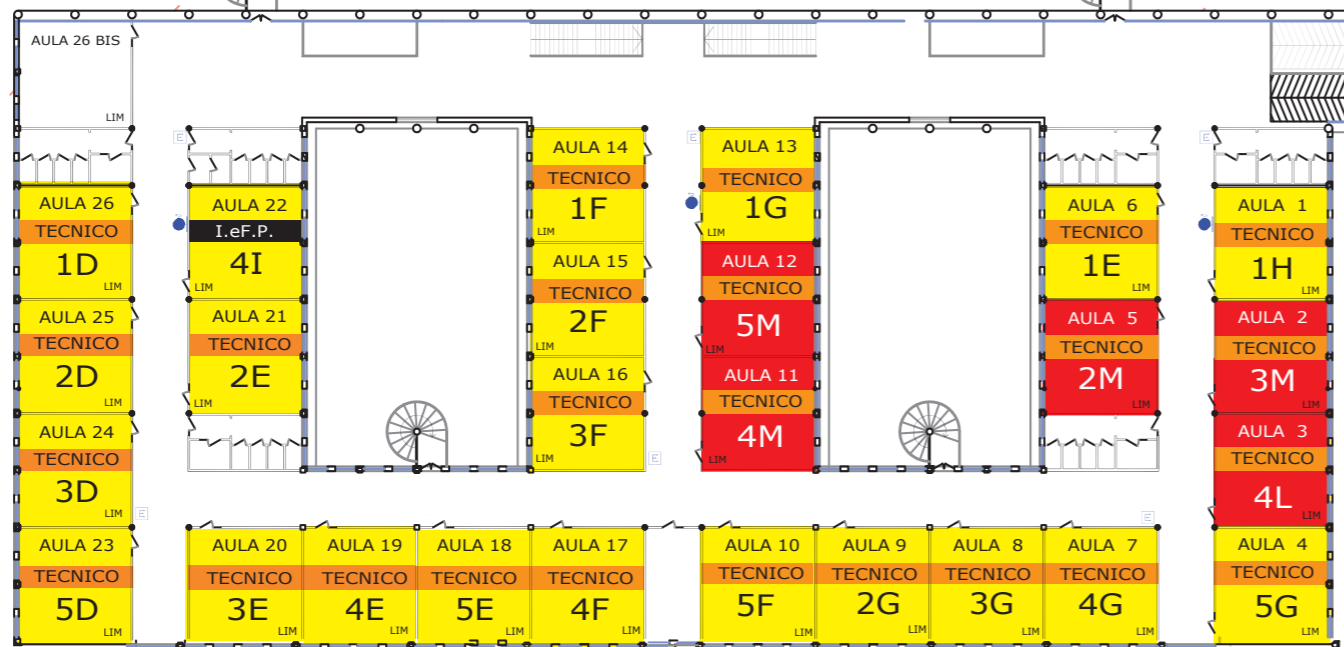 AULA 26 BIS
LIM
AULA 26
TECNICO
1D
LIM
AULA 25
TECNICO
2D
LIM
AULA 24
TECNICO
3D
LIM
AULA 23
TECNICO
5D
LIM
E
AULA 22
I.eF.P.
4I
LIM
AULA 21
TECNICO
2E
LIM
E
AULA 20
TECNICO
3E
LIM
AULA 19
TECNICO
4E
LIM
AULA 18
TECNICO
5E
LIM
AULA 17
TECNICO
4F
LIM
AULA 14
TECNICO
1F
LIM
AULA 15
TECNICO
2F
LIM
AULA 16
TECNICO
3F
LIM
E
E
AULA 13
TECNICO
1G
LIM
AULA 12
TECNICO
5M
LIM
AULA 11
TECNICO
4M
LIM
AULA 10
TECNICO
5F
LIM
AULA 9
TECNICO
2G
LIM
AULA 8
TECNICO
3G
LIM
AULA 7
TECNICO
4G
LIM
E
AULA 6
TECNICO
1E
LIM
AULA 5
TECNICO
2M
LIM
E
AULA 1
TECNICO
1H
LIM
AULA 2
TECNICO
3M
LIM
AULA 3
TECNICO
4L
LIM
AULA 4
TECNICO
5G
LIM